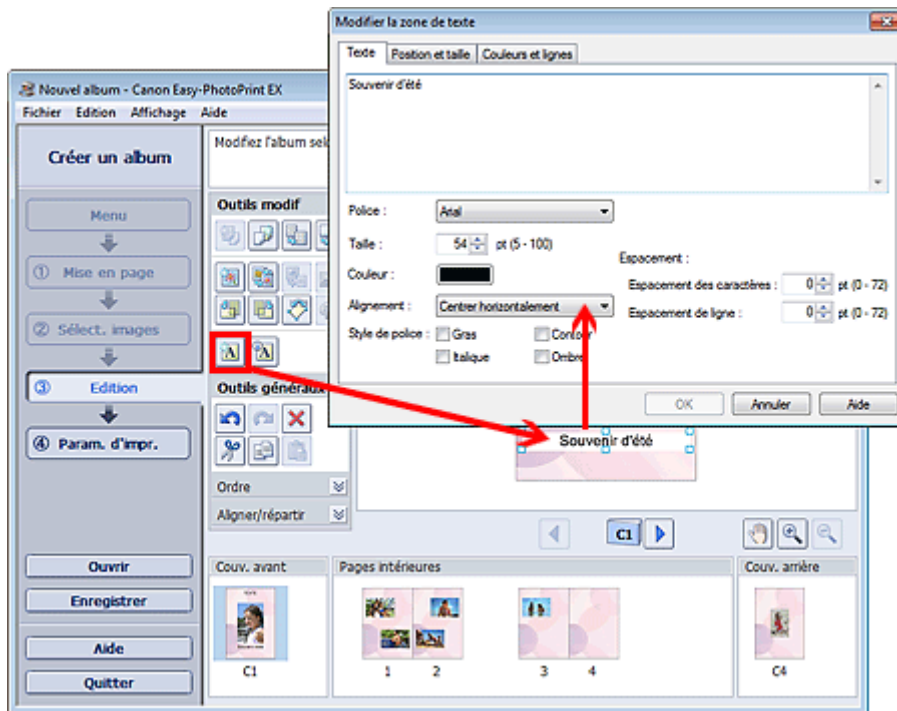 Modifier la zone de texte
Texte
Position et taille
Couleurs et lignes
Souvenir d'été
Police :
Arial
Taille :
54
pt (5 - 100)
Couleur :
Alignement :
Centrer horizontalement
Style de police :
Gras
Contour
Italique
Ombre
Espacement :
Espacement des caractères :
0
pt (0 - 72)
Espacement de ligne :
0
pt (0 - 72)
OK
Annuler
Aide
Nouvel album - Canon Easy-PhotoPrint EX
Fichier Edition Affichage Aide
Créer un album
Modifiez l'album
Menu
① Mise en page
② Sélect. images
③ Edition
④ Param. d'impr.
Ouvrir
Enregistrer
Aide
Quitter
Outils modif
A
A
Outils généraux
Ordre
Aligner/répartir
Souvenir d'été
C1
Couv. avant
C1
Pages intérieures
1
2
3
4
Couv. arrière
C4